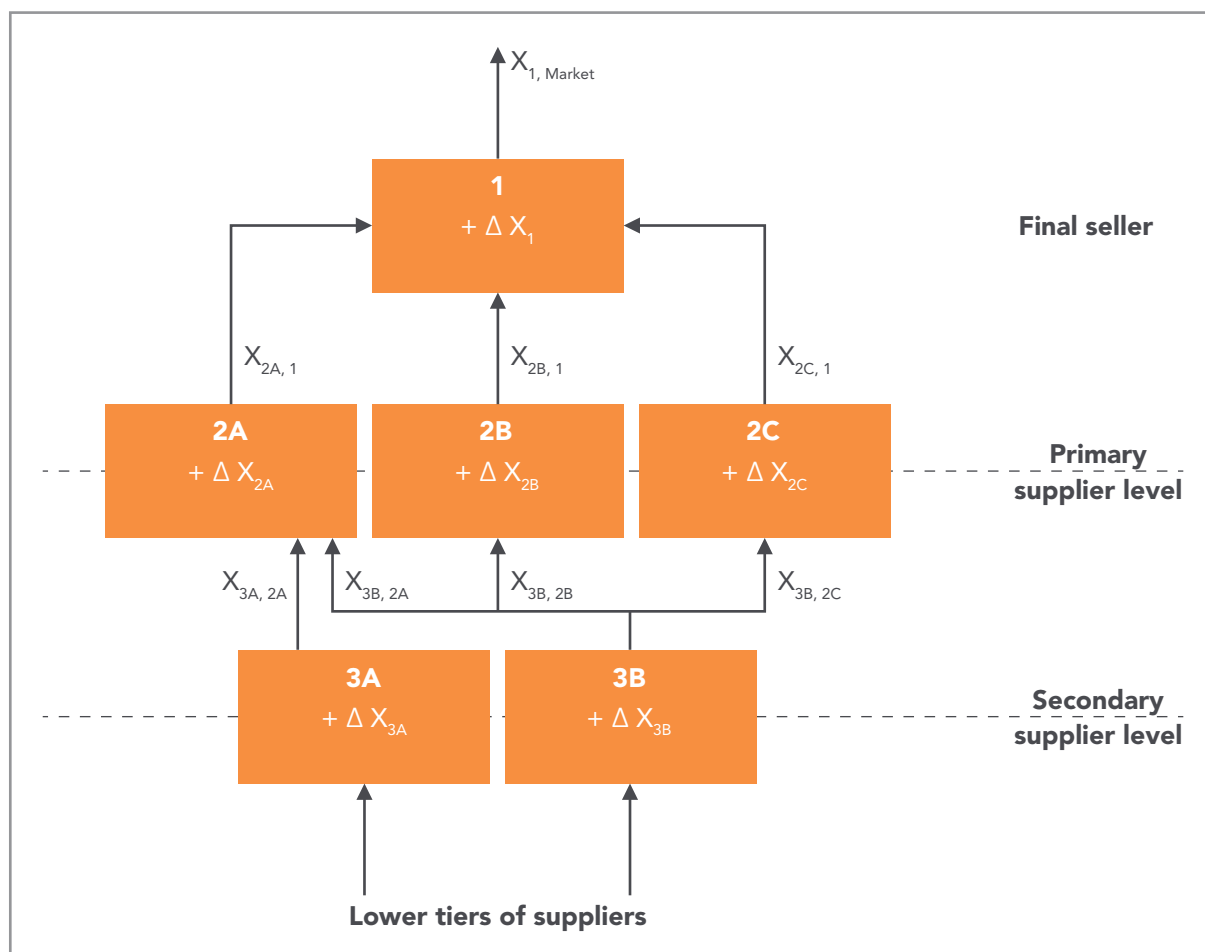 X1, Market
1
+ Δ X1
Final seller
X2A, 1
X2B, 1
X2C, 1
2A
+ Δ X2A
2B
+ Δ X2B
2C
+ Δ X2C
Primary
supplier level
X3A, 2A
X3B, 2A
X3B, 2B
X3B, 2C
3A
+ Δ X3A
3B
+ Δ X3B
Secondary
supplier level
Lower tiers of suppliers